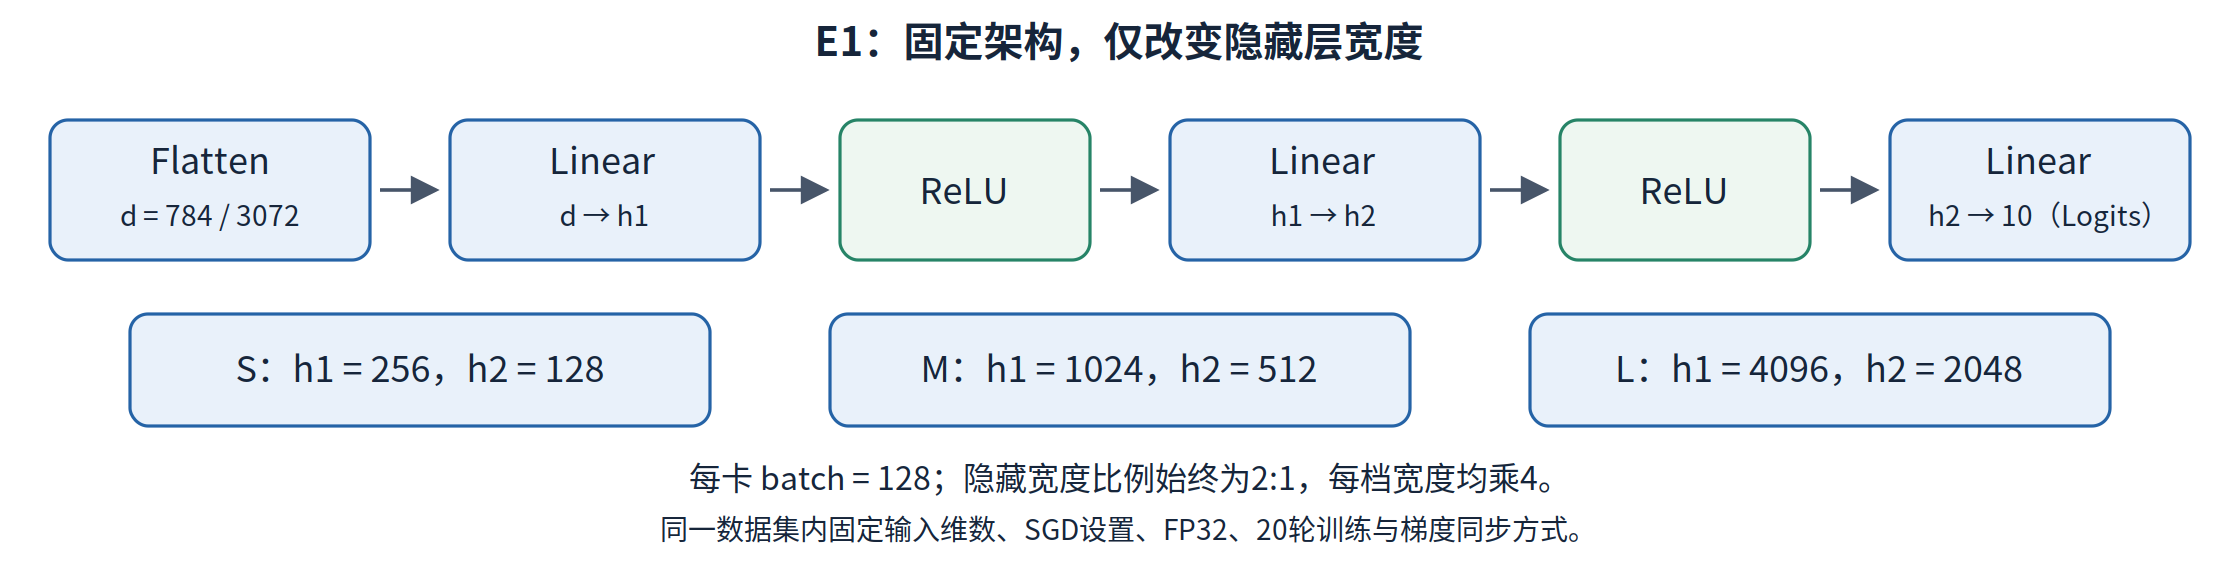 E1：固定架构，仅改变隐藏层宽度
Flatten
d = 784 / 3072
Linear
d → h1
ReLU
Linear
h1 → h2
ReLU
Linear
h2 → 10（Logits）
S：h1 = 256，h2 = 128
M：h1 = 1024，h2 = 512
L：h1 = 4096，h2 = 2048
每卡 batch = 128；隐藏宽度比例始终为2:1，每档宽度均乘4。
同一数据集内固定输入维数、SGD设置、FP32、20轮训练与梯度同步方式。